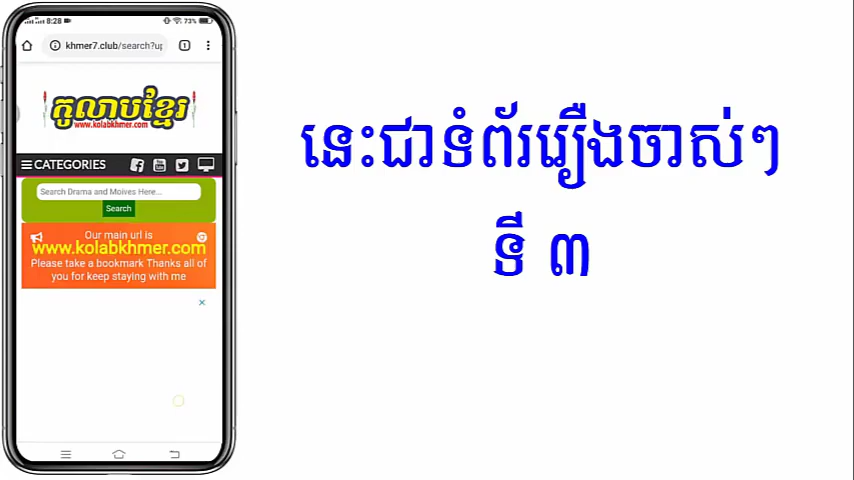 8:28
73%
khmer7.club/search?up
1
កូលាបខ្មែរ
www.kolabkhmer.com
CATEGORIES
Search Drama and Moives Here...
Search
Our main url is
www.kolabkhmer.com
Please take a bookmark Thanks all of
you for keep staying with me
នេះជាទំព័ររឿងចាស់ៗ
ទី ៣